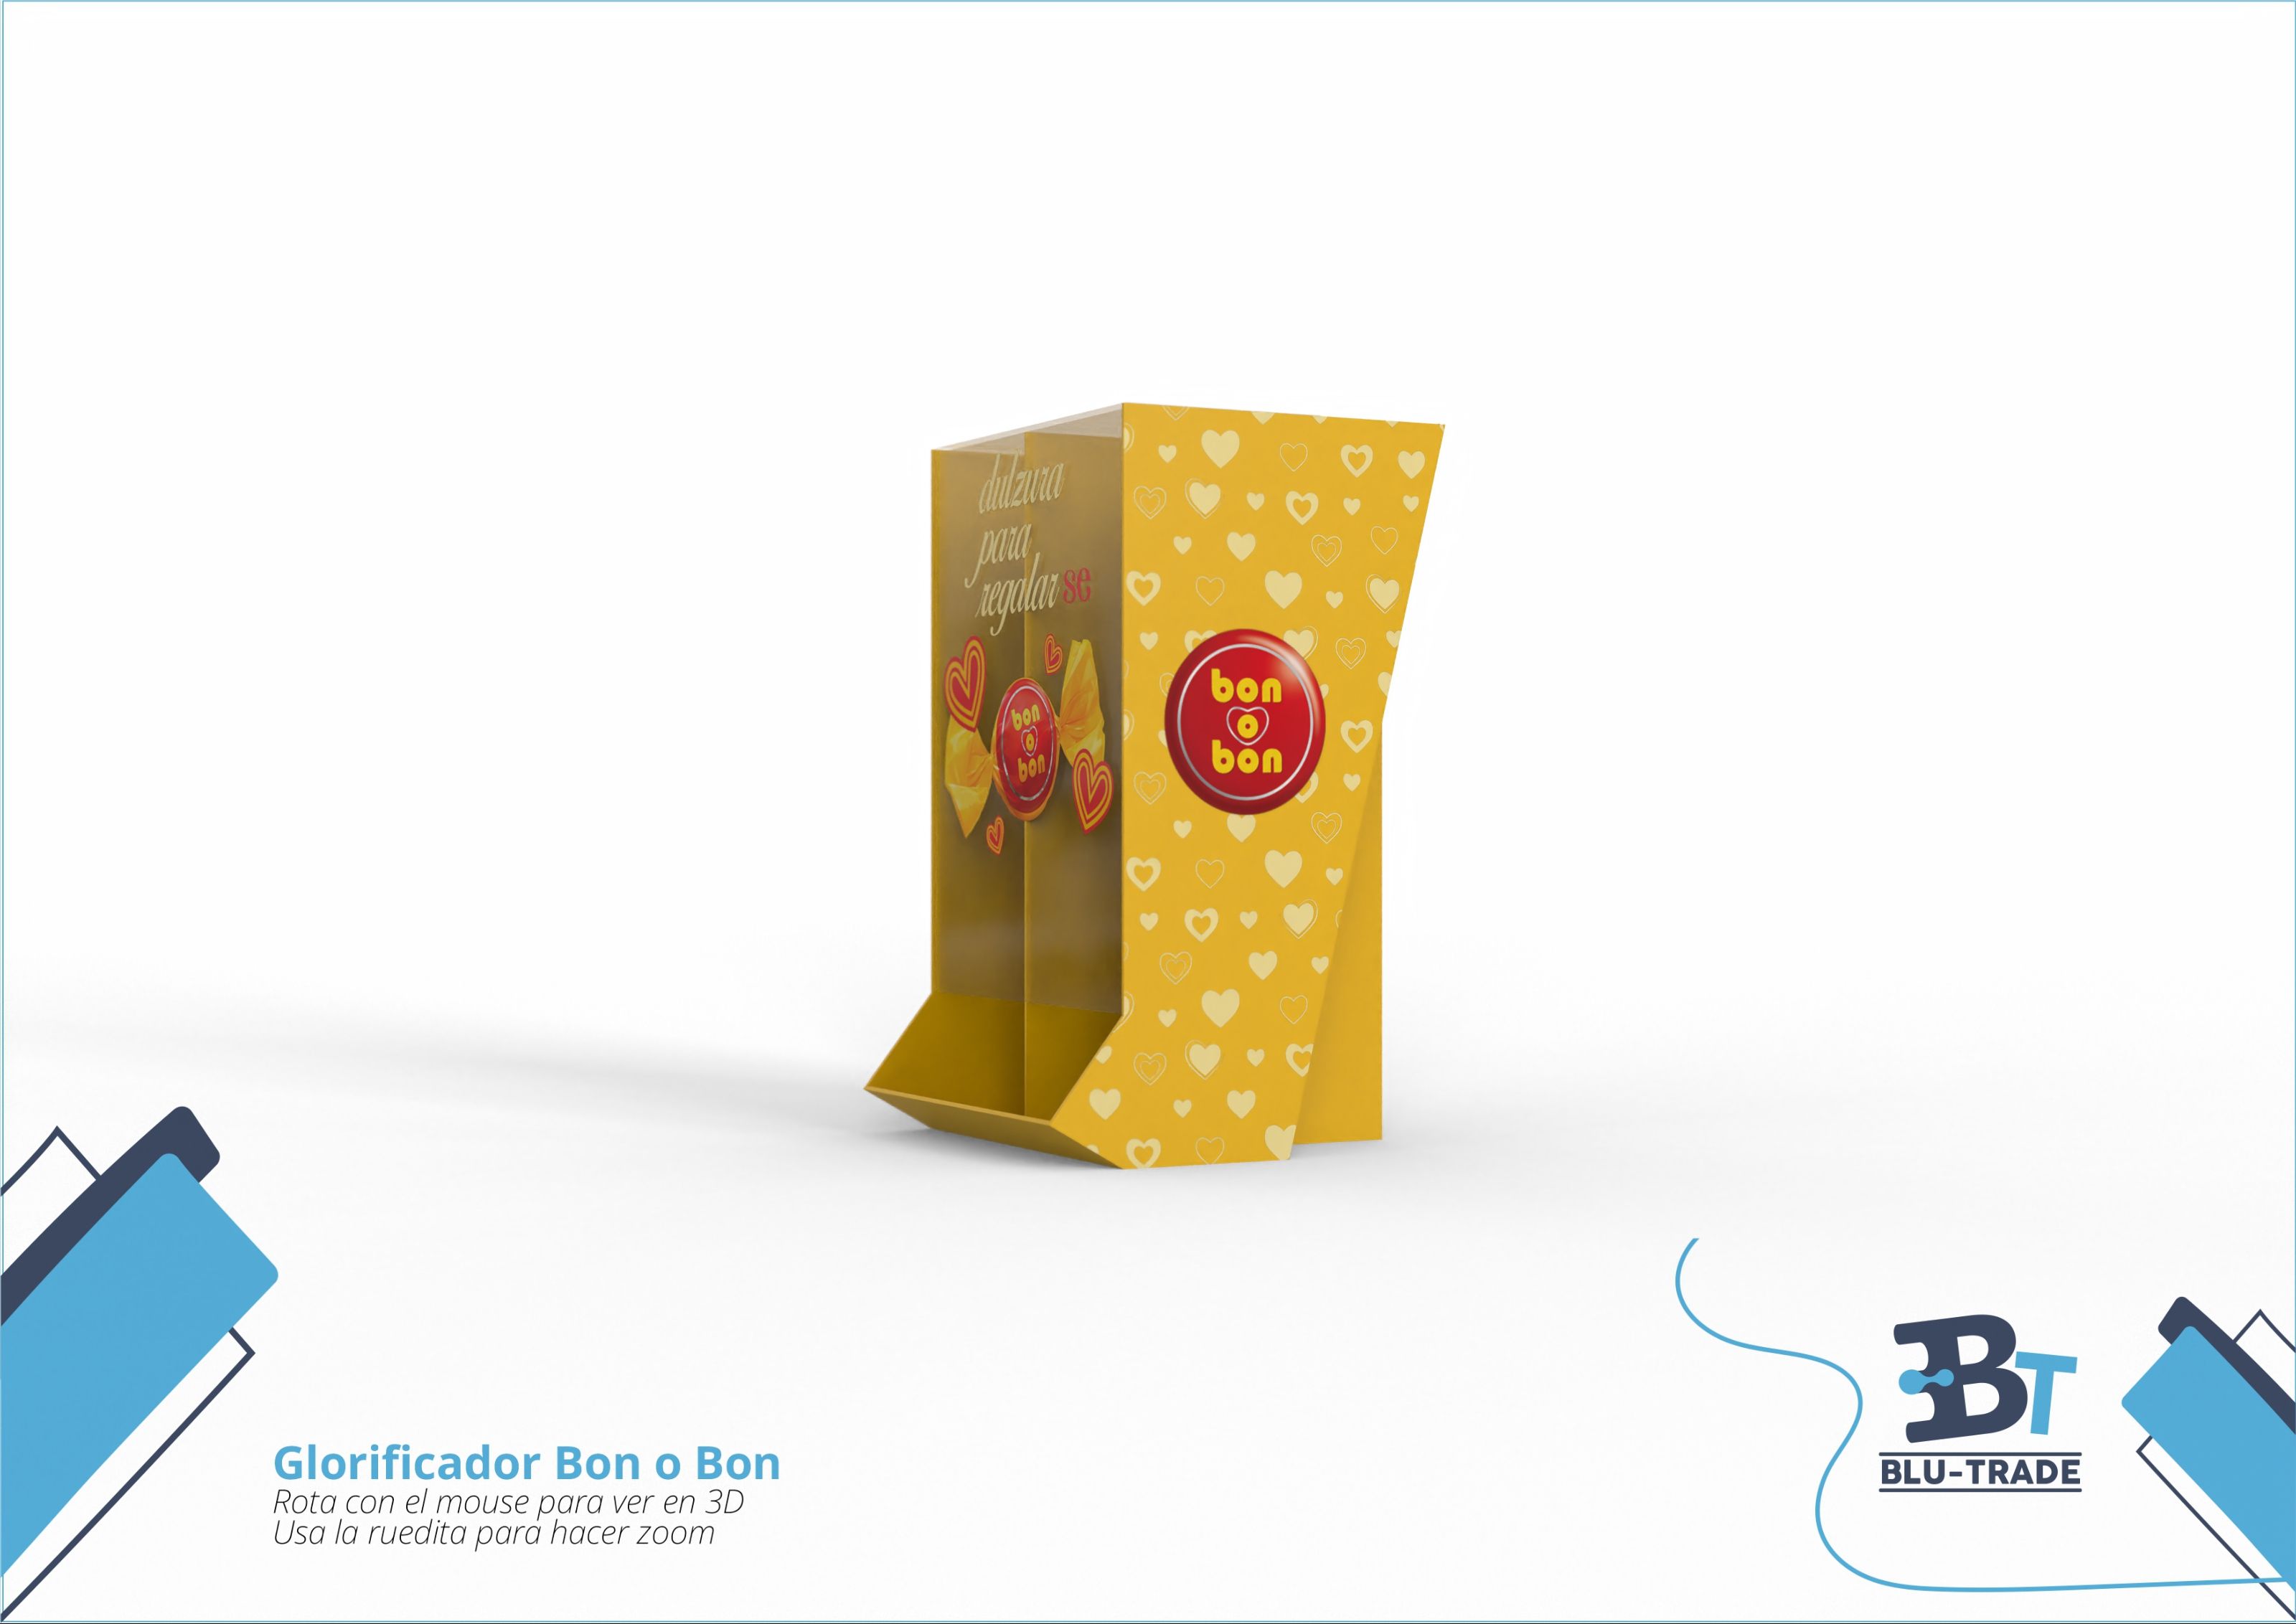 dulzura
para
regalarse
bon
o
bon
bon
o
bon
Glorificador Bon o Bon
Rota con el mouse para ver en 3D
Usa la ruedita para hacer zoom
BT
BLU-TRADE